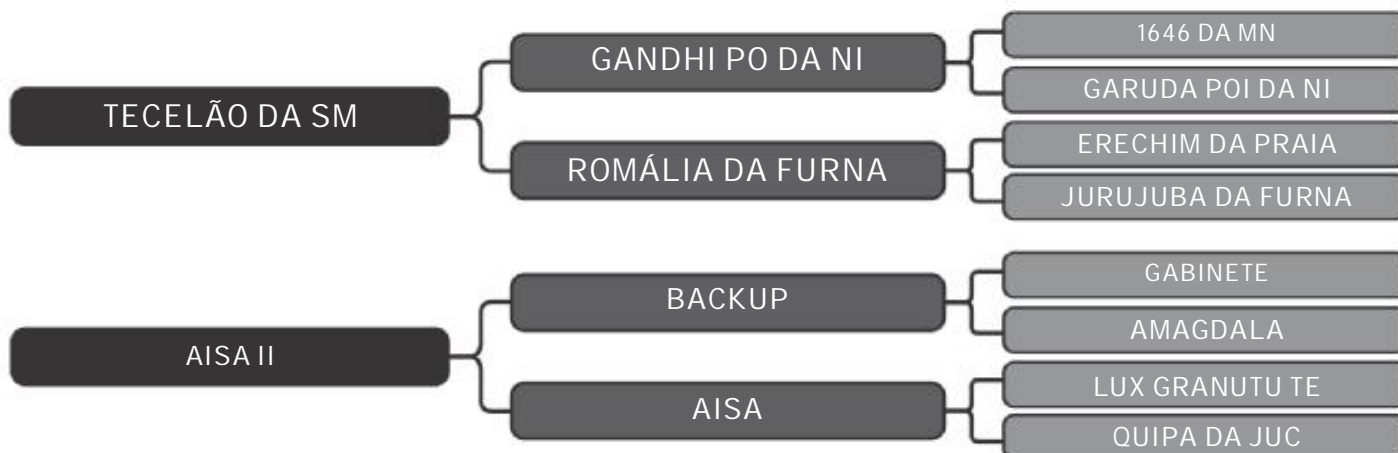 1646 DA MN
GANDHI PO DA NI
GARUDA POI DA NI
TECELÃO DA SM
ERECHIM DA PRAIA
ROMÁLIA DA FURNA
JURUJUBA DA FURNA
GABINETE
BACKUP
AMAGDALA
AISA II
LUX GRANUTU TE
AISA
QUIPA DA JUC